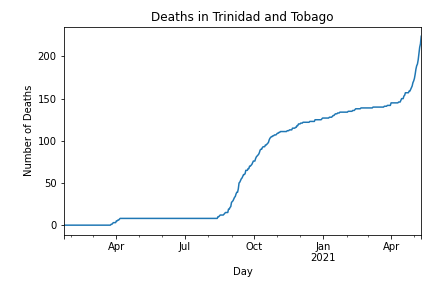 Deaths in Trinidad and Tobago
Number of Deaths
200
150
100
50
0
Apr
Jul
Oct
Jan
2021
Apr
Day